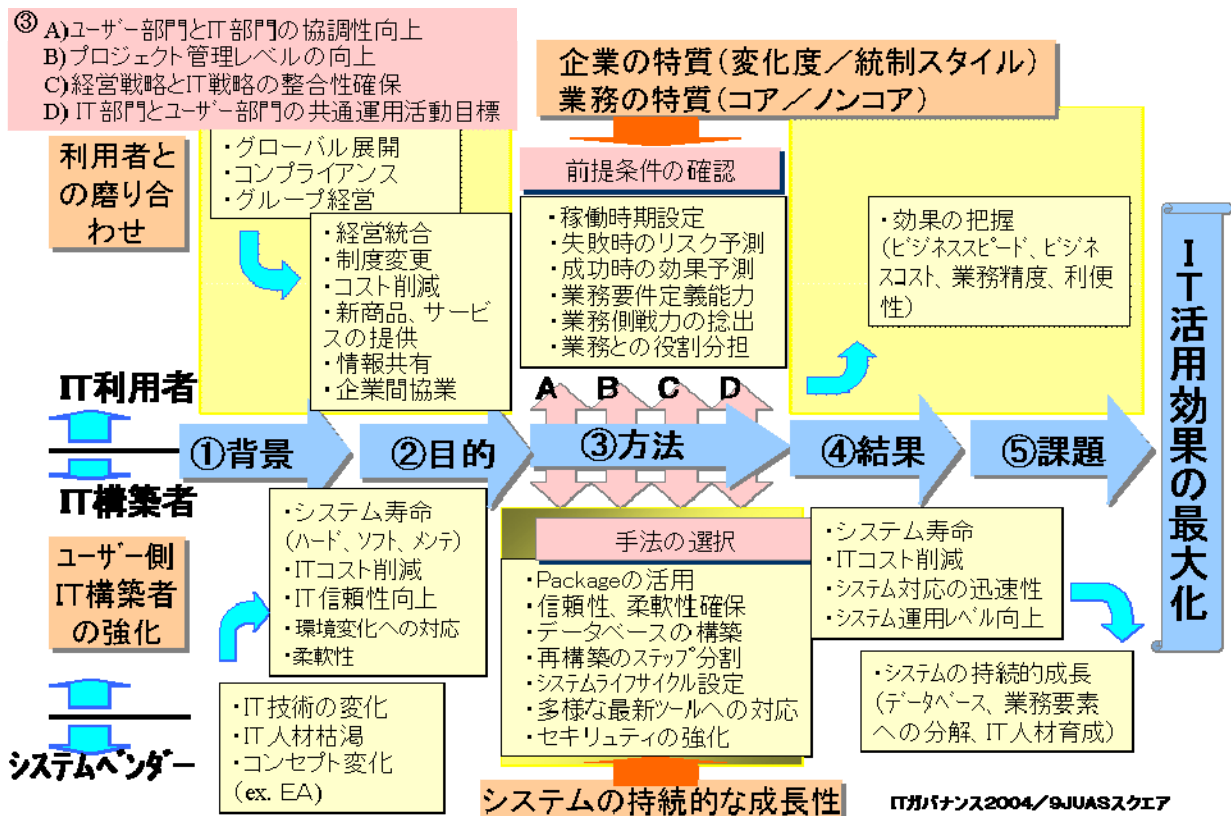 ③
A)ユーザー部門とIT部門の協調性向上
B)プロジェクト管理レベルの向上
C)経営戦略とIT戦略の整合性確保
D)IT部門とユーザー部門の共通運用活動目標
企業の特質(変化度／統制スタイル)
業務の特質(コア／ノンコア)
利用者と
の磨り合
わせ
・グローバル展開
・コンプライアンス
・グループ経営
・経営統合
・制度変更
・コスト削減
・新商品、サービ
スの提供
・情報共有
・企業間協業
前提条件の確認
・稼働時期設定
・失敗時のリスク予測
・成功時の効果予測
・業務要件定義能力
・業務側戦力の捻出
・業務との役割分担
・効果の把握
(ビジネススピード、ビジネ
スコスト、業務精度、利便
性)
IT活用効果の最大化
IT利用者
A B C D
①背景
②目的
③方法
④結果
⑤課題
IT構築者
ユーザー側
IT構築者
の強化
・システム寿命
(ハード、ソフト、メンテ)
・ITコスト削減
・IT信頼性向上
・環境変化への対応
・柔軟性
・IT技術の変化
・IT人材枯渇
・コンセプト変化
(ex. EA)
手法の選択
・Packageの活用
・信頼性、柔軟性確保
・データベースの構築
・再構築のステップ分割
・システムライフサイクル設定
・多様な最新ツールへの対応
・セキュリティの強化
・システム寿命
・ITコスト削減
・システム対応の迅速性
・システム運用レベル向上
・システムの持続的成長
(データベース、業務要素
への分解、IT人材育成)
システムベンダー
システムの持続的な成長性
ITガバナンス2004／9JUASスクエア